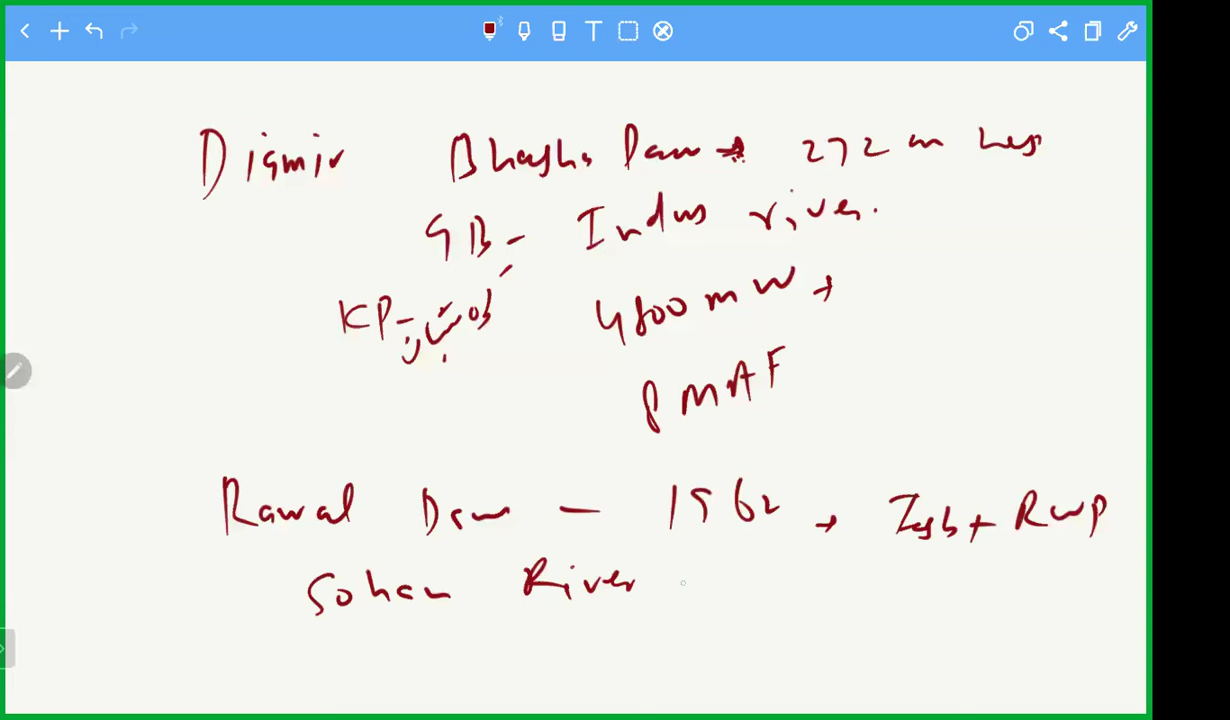 Diamir Bhasha Dam → 272 m
GB - Indus river.
KP - کوہستان 4800 mW →
8 MAF
Rawal Dam - 1962 → Isb + RWP
Sohan River